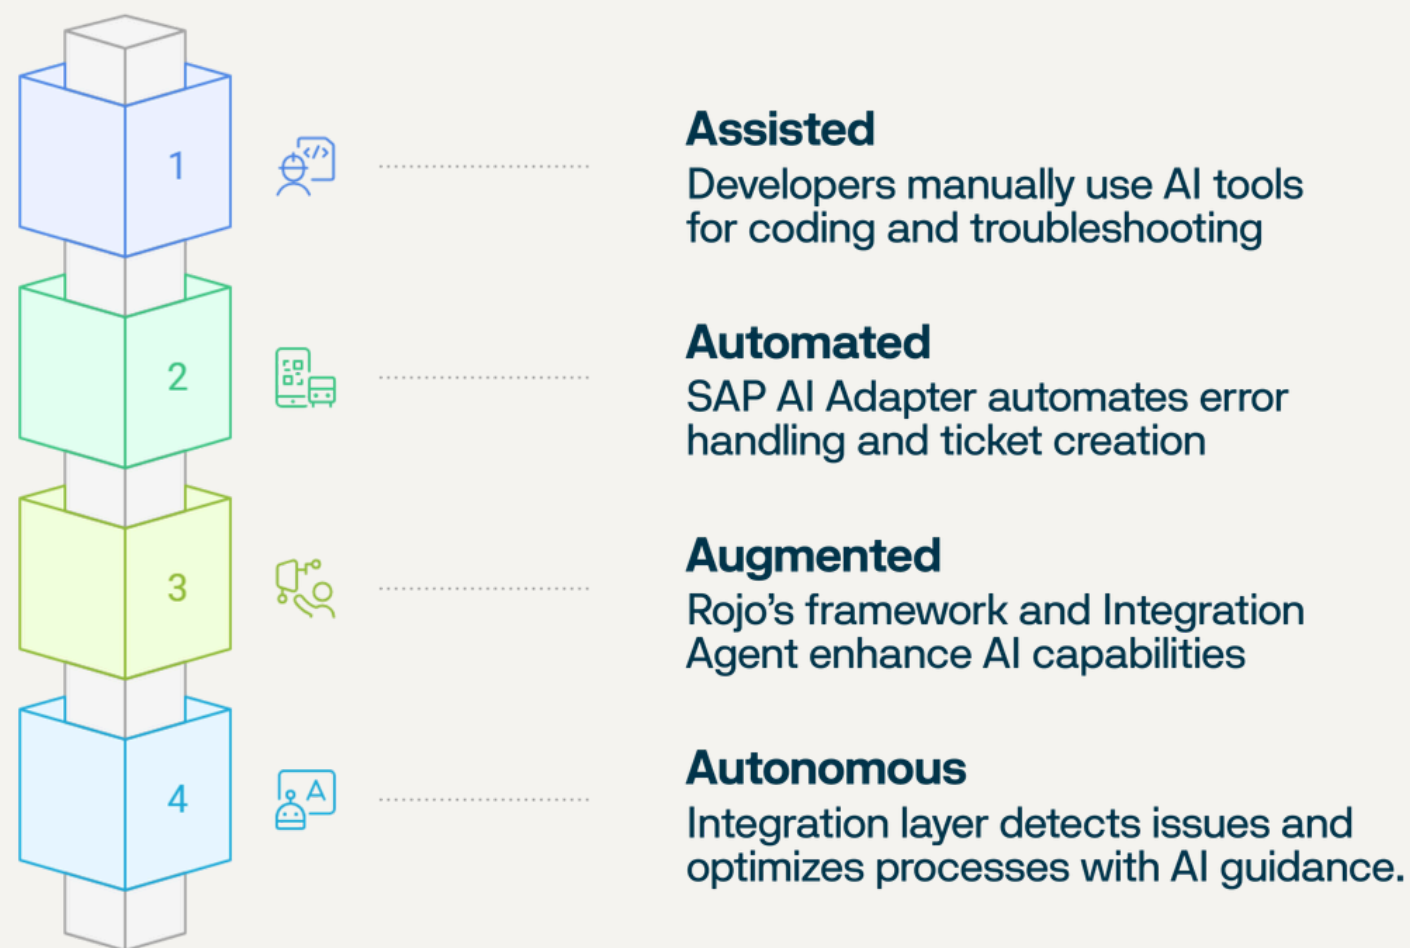 1
Assisted
Developers manually use AI tools
for coding and troubleshooting
2
Automated
SAP AI Adapter automates error
handling and ticket creation
3
Augmented
Rojo’s framework and Integration
Agent enhance AI capabilities
4
A
Autonomous
Integration layer detects issues and
optimizes processes with AI guidance.